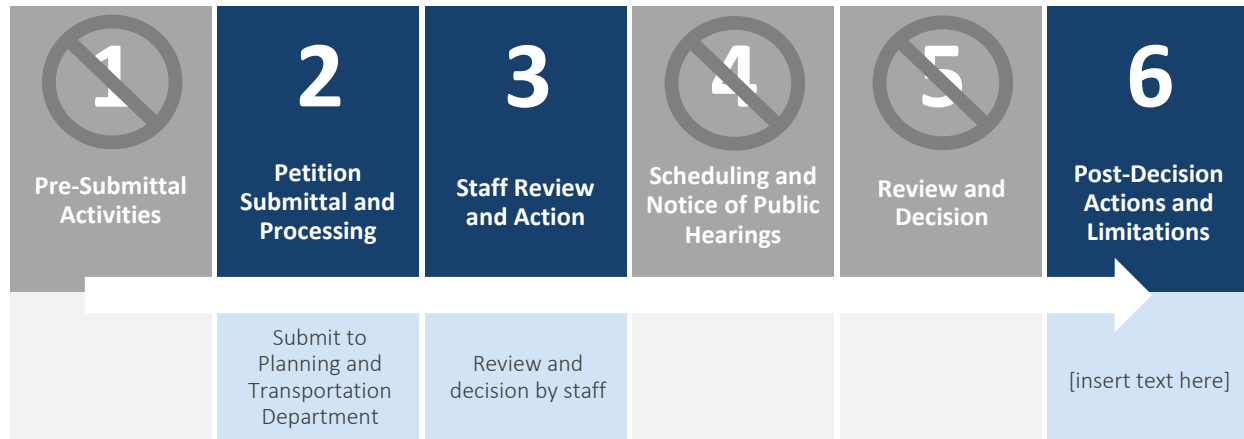 1
2
3
4
5
6
Pre-Submittal
Activities
Petition
Submittal and
Processing
Staff Review
and Action
Scheduling and
Notice of Public
Hearings
Review and
Decision
Post-Decision
Actions and
Limitations
Submit to
Planning and
Transportation
Department
Review and
decision by staff
[insert text here]